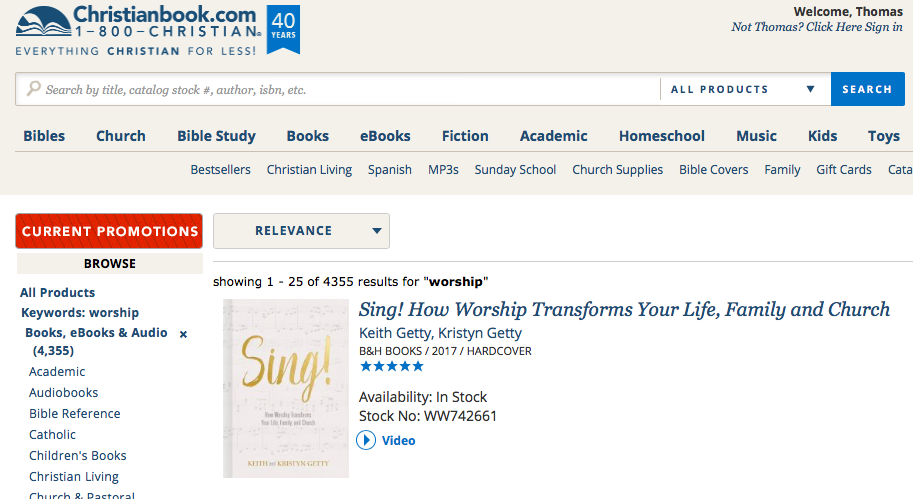 Christianbook.com
1-800-CHRISTIAN®
EVERYTHING CHRISTIAN FOR LESS!
40
YEARS
Welcome, Thomas
Not Thomas? Click Here Sign in
Search by title, catalog stock #, author, isbn, etc.
ALL PRODUCTS
SEARCH
Bibles Church Bible Study Books eBooks Fiction Academic Homeschool Music Kids Toys
Bestsellers Christian Living Spanish MP3s Sunday School Church Supplies Bible Covers Family Gift Cards Cata
CURRENT PROMOTIONS
BROWSE
All Products
Keywords: worship
Books, eBooks & Audio x
(4,355)
Academic
Audiobooks
Bible Reference
Catholic
Children's Books
Christian Living
Church & Pastoral
RELEVANCE
showing 1 - 25 of 4355 results for "worship"
Sing!
How Worship Transforms
Your Life, Family, and Church
KEITH AND KRISTYN GETTY
Sing! How Worship Transforms Your Life, Family and Church
Keith Getty, Kristyn Getty
B&H BOOKS / 2017 / HARDCOVER
Availability: In Stock
Stock No: WW742661
Video